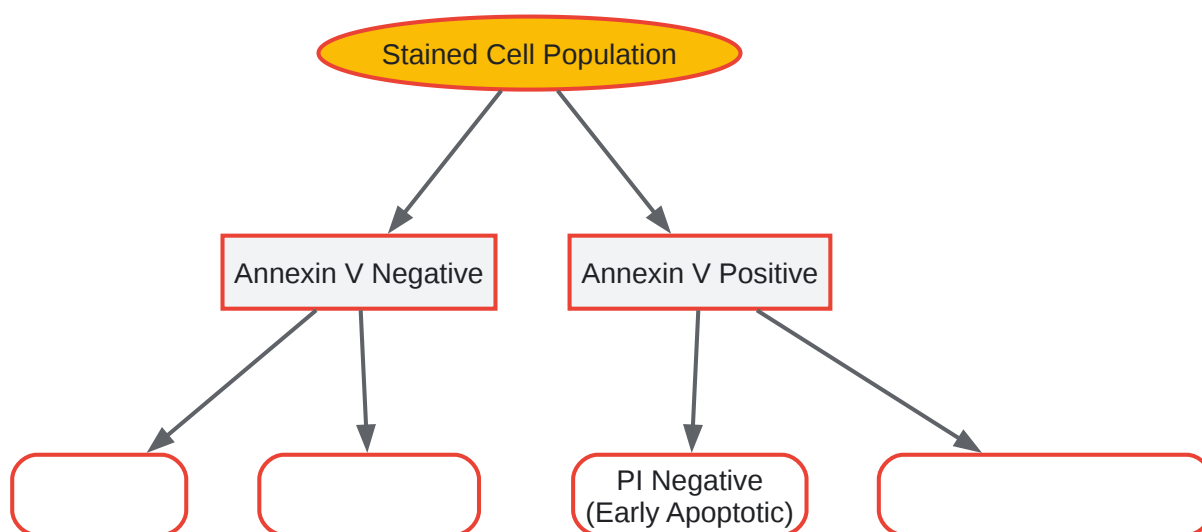 Stained Cell Population
Annexin V Negative
Annexin V Positive
PI Negative
(Early Apoptotic)